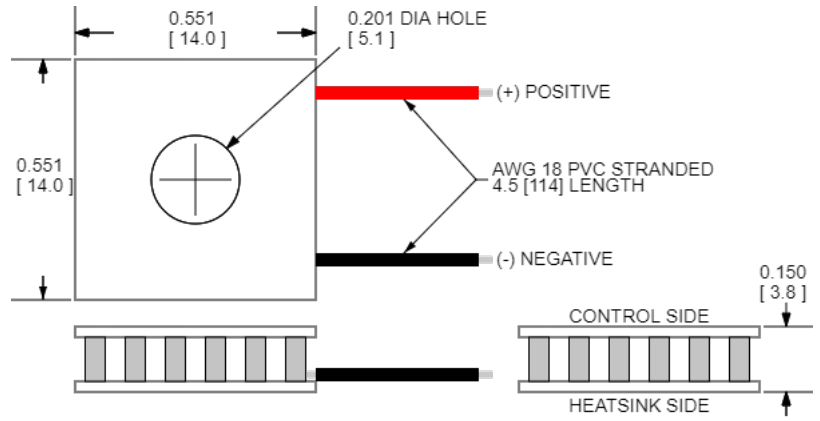 0.551
[ 14.0 ]
0.201 DIA HOLE
[ 5.1 ]
(+) POSITIVE
0.551
[ 14.0 ]
AWG 18 PVC STRANDED
4.5 [114] LENGTH
(-) NEGATIVE
0.150
[ 3.8 ]
CONTROL SIDE
HEATSINK SIDE